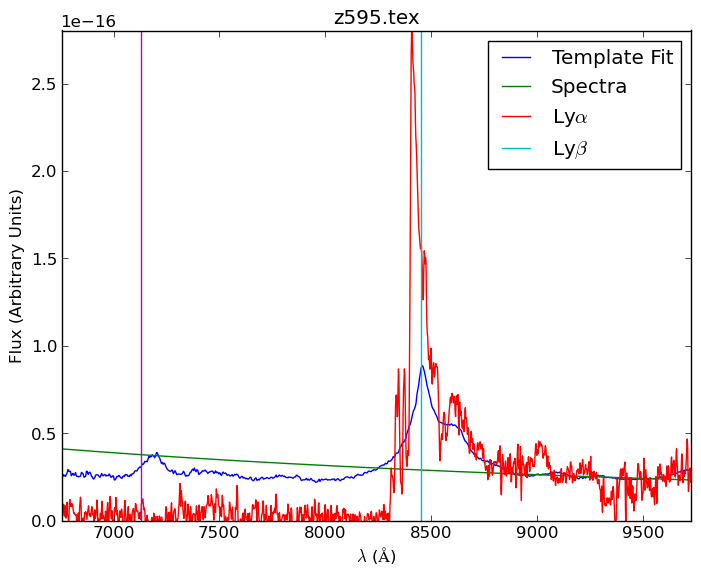 z595.tex
1e−16
Template Fit
Spectra
Lyα
Lyβ
2.5
2.0
1.5
1.0
0.5
0.0
Flux (Arbitrary Units)
7000 7500 8000 8500 9000 9500
λ (Å)